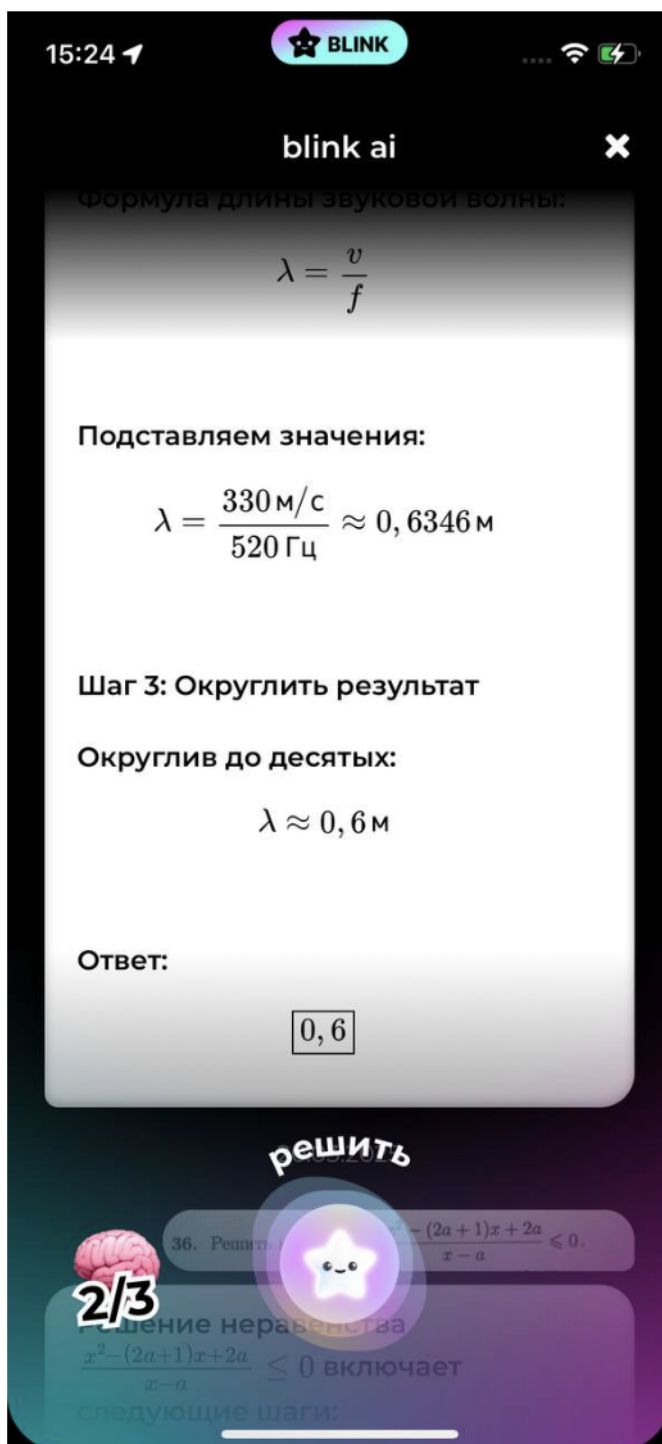 15:24
BLINK
blink ai
Формула длины звуковой волны:
λ = v/f
Подставляем значения:
λ = 330 м/с / 520 Гц ≈ 0, 6346 м
Шаг 3: Округлить результат
Округлив до десятых:
λ ≈ 0, 6 м
Ответ:
0, 6
решить
36. − (2a + 1)x + 2a / x − a ⩽ 0.
2/3
Решение неравенства
x²−(2a+1)x+2a / x−a ≤ 0 включает
следующие шаги: